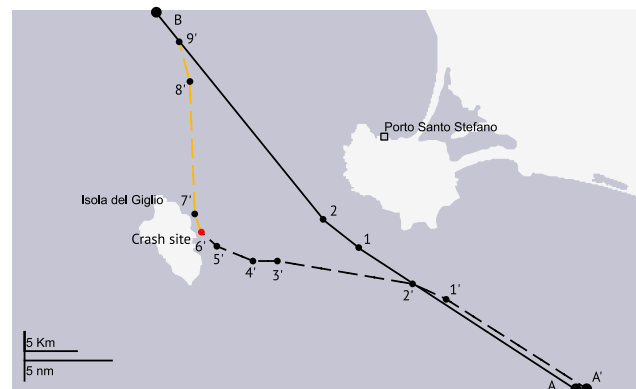 B
9'
8'
Porto Santo Stefano
Isola del Giglio
7'
2
Crash site
6'
5'
1
4'
3'
2'
1'
5 Km
5 nm
A
A'